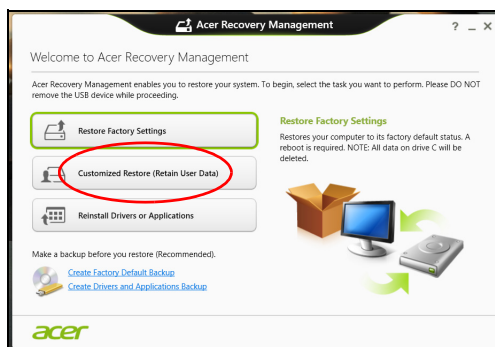 Acer Recovery Management
? _ X
Welcome to Acer Recovery Management
Acer Recovery Management enables you to restore your system. To begin, select the task you want to perform. Please DO NOT
remove the USB device while proceeding.
Restore Factory Settings
Customized Restore (Retain User Data)
Reinstall Drivers or Applications
Restore Factory Settings
Restores your computer to its factory default status. A
reboot is required. NOTE: All data on drive C will be
deleted.
Make a backup before you restore (Recommended).
Create Factory Default Backup
Create Drivers and Applications Backup
acer